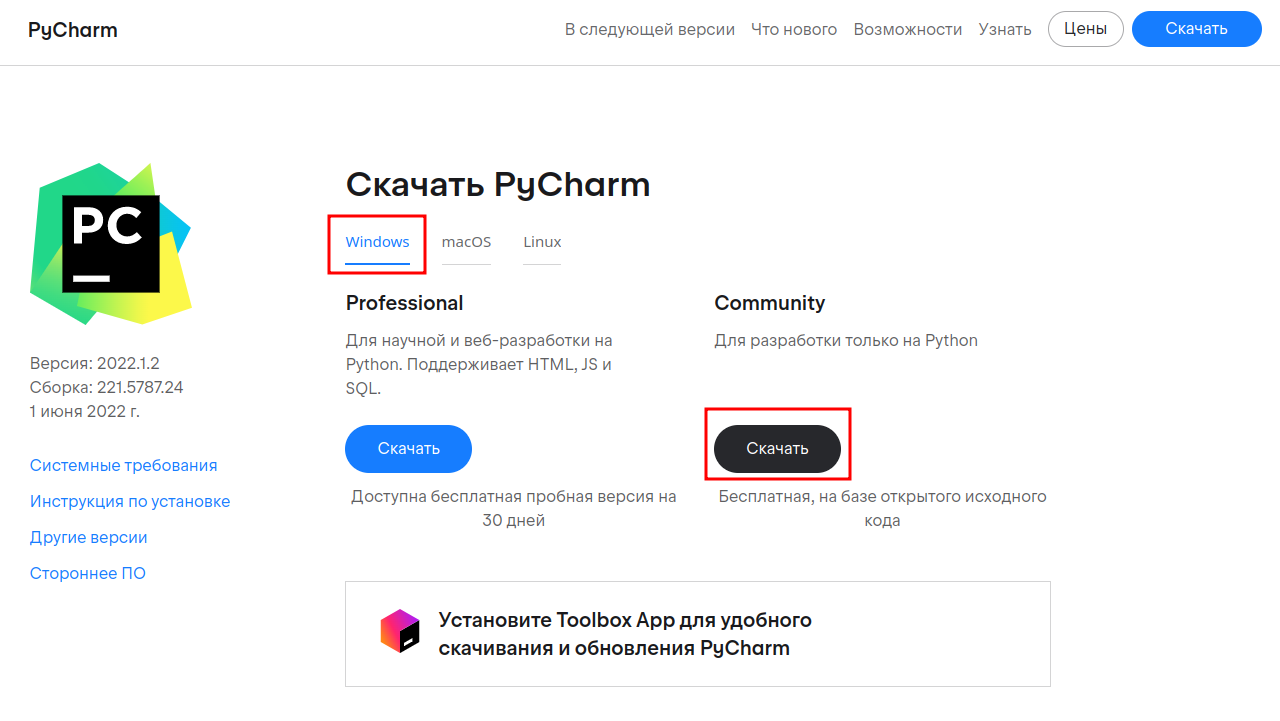 PyCharm
В следующей версии
Что нового
Возможности
Узнать
Цены
Скачать
PC
Версия: 2022.1.2
Сборка: 221.5787.24
1 июня 2022 г.
Системные требования
Инструкция по установке
Другие версии
Стороннее ПО
Скачать PyCharm
Windows
macOS
Linux
Professional
Для научной и веб-разработки на
Python. Поддерживает HTML, JS и
SQL.
Скачать
Доступна бесплатная пробная версия на
30 дней
Community
Для разработки только на Python
Скачать
Бесплатная, на базе открытого исходного
кода
Установите Toolbox App для удобного
скачивания и обновления PyCharm